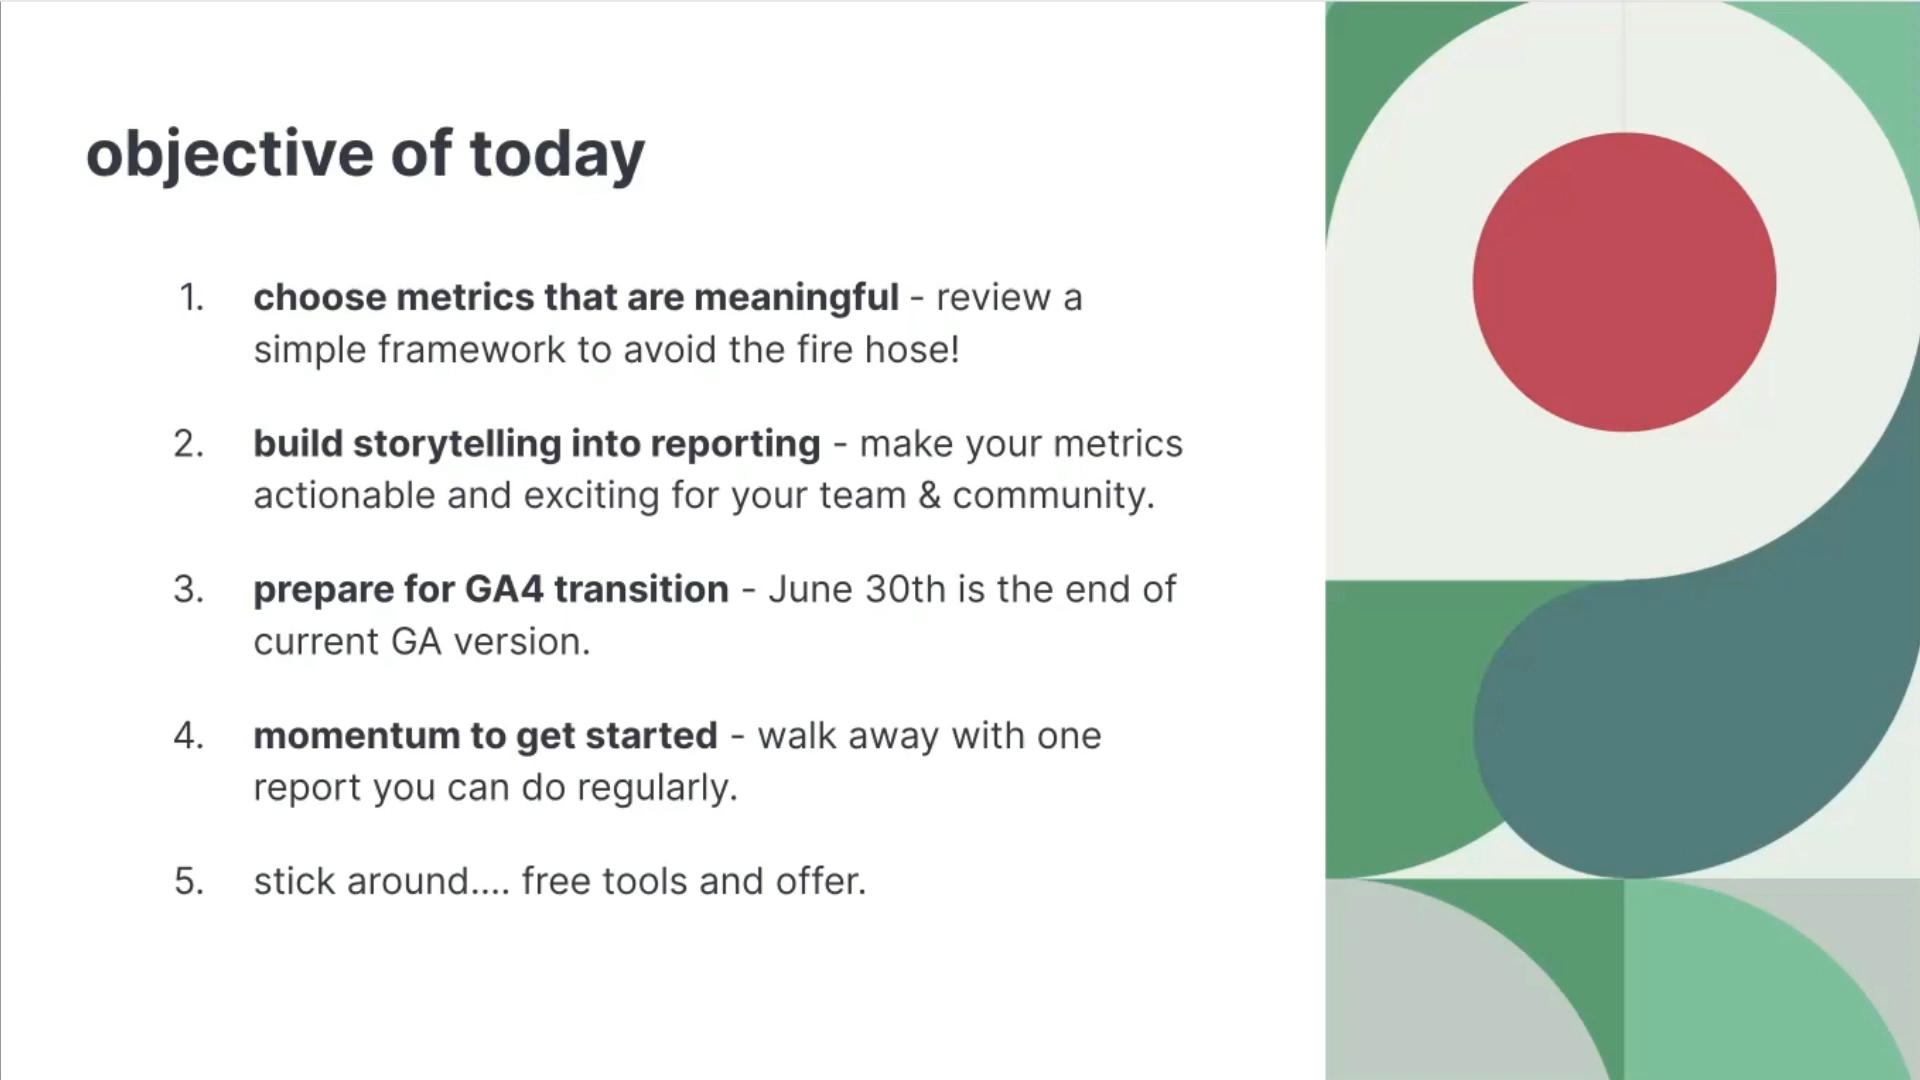 objective of today
1. choose metrics that are meaningful - review a
simple framework to avoid the fire hose!
2. build storytelling into reporting - make your metrics
actionable and exciting for your team & community.
3. prepare for GA4 transition - June 30th is the end of
current GA version.
4. momentum to get started - walk away with one
report you can do regularly.
5. stick around.... free tools and offer.